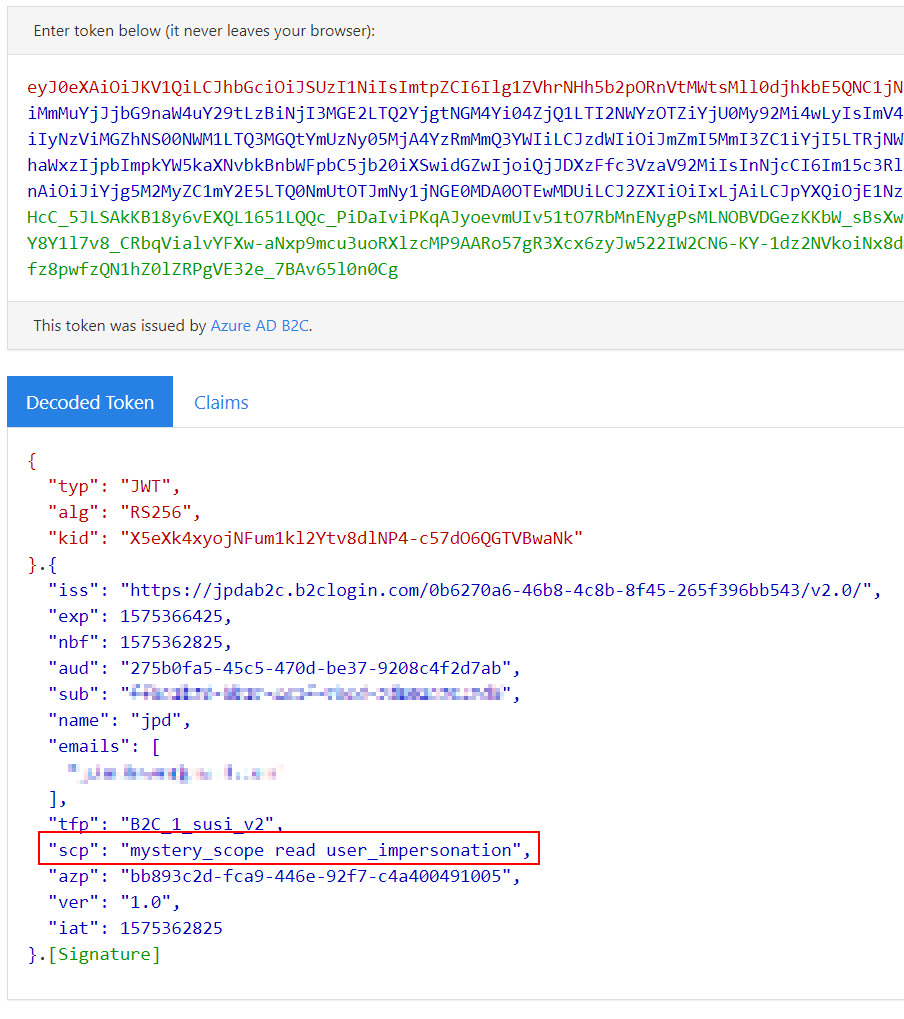 Enter token below (it never leaves your browser):
eyJ0eXAiOiJKV1QiLCJhbGciOiJSUzI1NiIsImtpZCI6Ilg1ZVhrNHh5b2pORnVtMWtsMll0djhkbE5QNC1jN
iMmMuYjJjbG9naW4uY29tLzBiNjI3MGE2LTQ2YjgtNGM4Yi04ZjQ1LTI2NWYzOTZiYjU0My92Mi4wLyIsImV4
iIyNzViMGZhNS00NWM1LTQ3MGQtYmUzNy05MjA4YzRmMmQ3YWIiLCJzdWIiOiJmZmI5MmI3ZC1iYjI5LTRjNW
haWxzIjpbImpkYW5kaXNvbkBnbWFpbC5jb20iXSwidGZwIjoiQjJDXzFfc3VzaV92MiIsInNjcCI6Im15c3Rl
nAiOiJiYjg5M2MyZC1mY2E5LTQ0NmUtOTJmNy1jNGE0MDA0OTEwMDUiLCJ2ZXIiOiIxLjAiLCJpYXQiOjE1Nz
HcC_5JLSAkKB18y6vEXQL1651LQQc_PiDaIviPKqAJyoevmUIv51tO7RbMnENygPsMLNOBVDGezKKbW_sBsXw
Y8Y1l7v8_CRbqVialvYFXw-aNxp9mcu3uoRXlzcMP9AARo57gR3Xcx6zyJw522IW2CN6-KY-1dz2NVkoiNx8d
fz8pwfzQN1hZ0lZRPgVE32e_7BAv65l0n0Cg
This token was issued by Azure AD B2C.
Decoded Token
Claims
{
"typ": "JWT",
"alg": "RS256",
"kid": "X5eXk4xyojNFum1kl2Ytv8dlNP4-c57dO6QGTVBwaNk"
}.{
"iss": "https://jpdab2c.b2clogin.com/0b6270a6-46b8-4c8b-8f45-265f396bb543/v2.0/",
"exp": 1575366425,
"nbf": 1575362825,
"aud": "275b0fa5-45c5-470d-be37-9208c4f2d7ab",
"sub": "",
"name": "jpd",
"emails": [
],
"tfp": "B2C_1_susi_v2",
"scp": "mystery_scope read user_impersonation",
"azp": "bb893c2d-fca9-446e-92f7-c4a400491005",
"ver": "1.0",
"iat": 1575362825
}.[Signature]